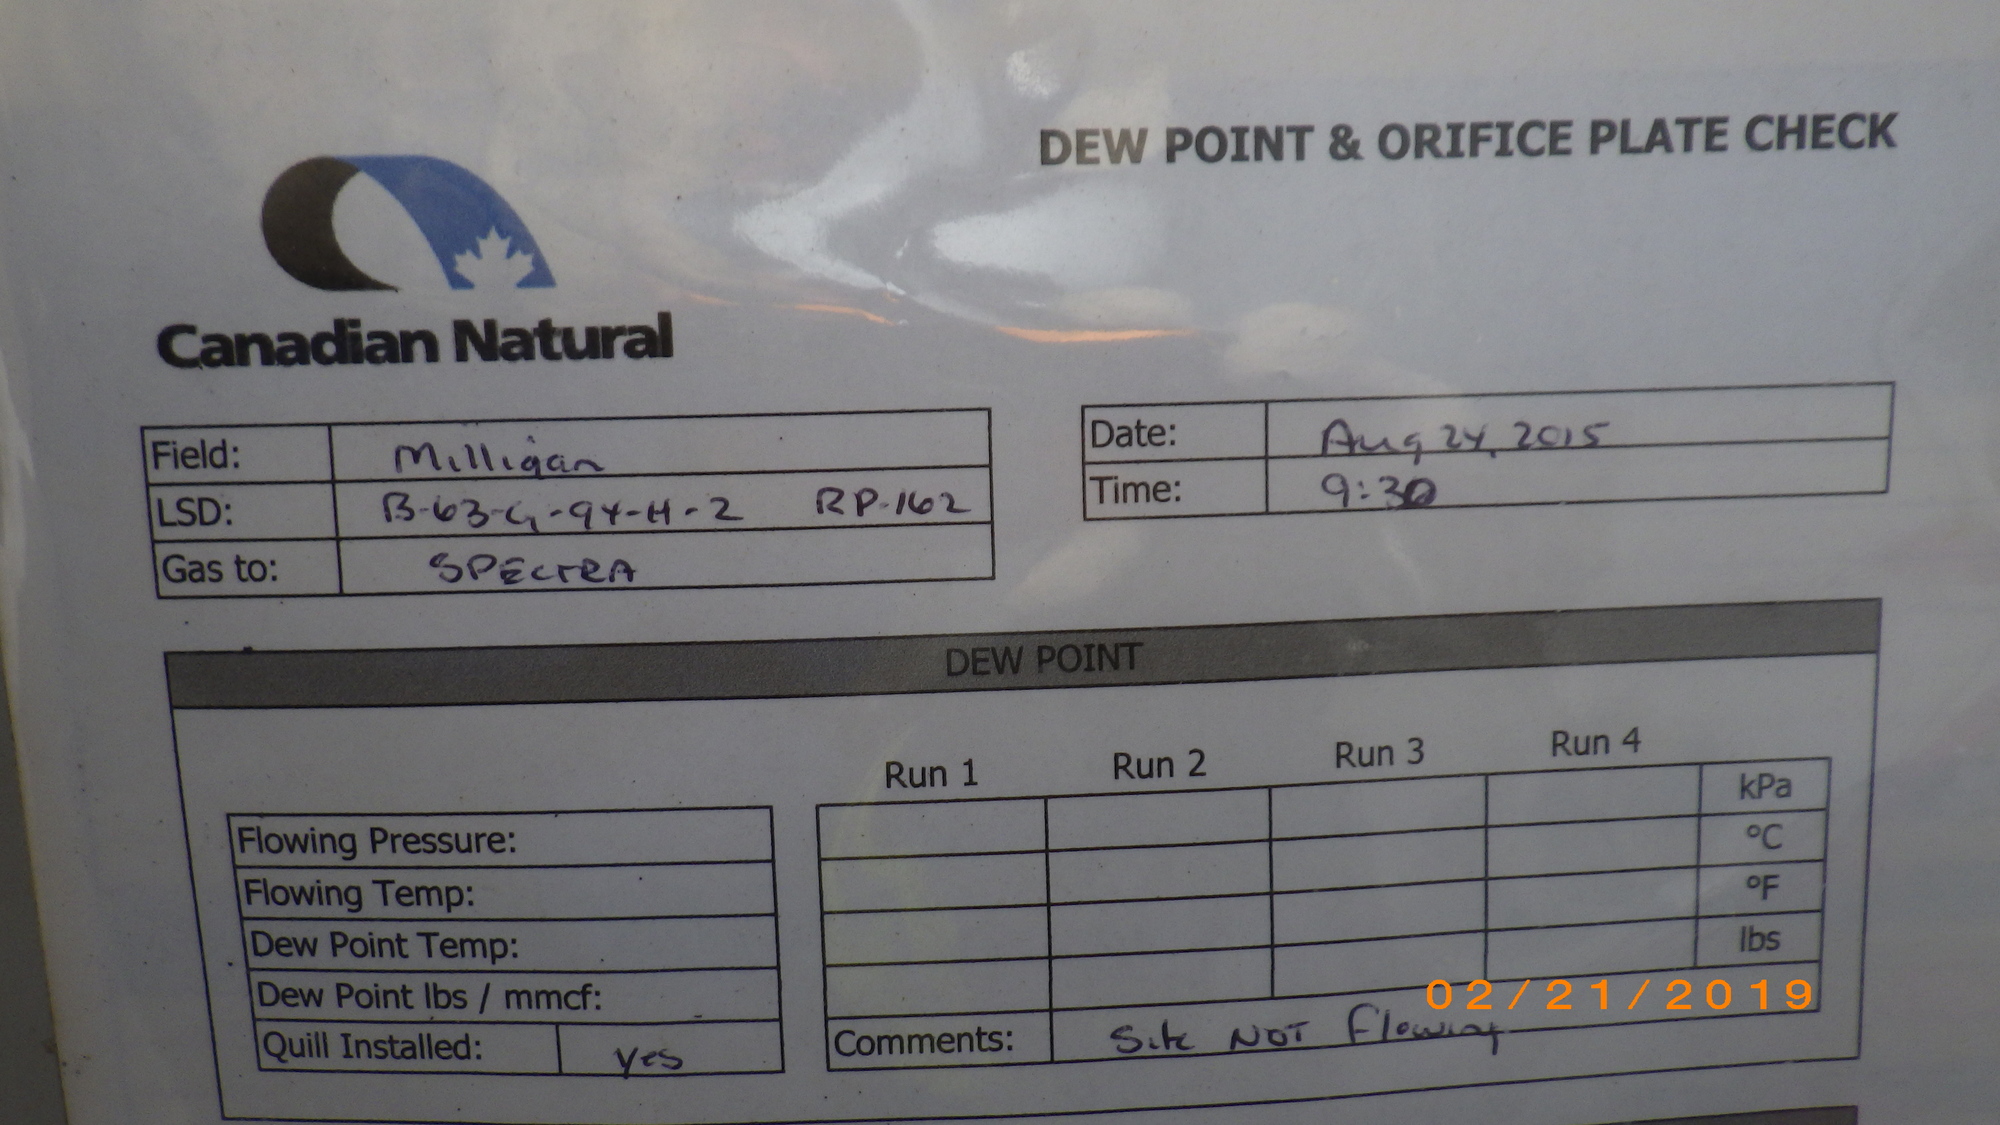 DEW POINT & ORIFICE PLATE CHECK
Canadian Natural
Field: Milligan
LSD: B-63-G-94-H-2 RP-162
Gas to: SPECTRA
Date: Aug 24, 2015
Time: 9:30
DEW POINT
Run 1 Run 2 Run 3 Run 4
Flowing Pressure: kPa
Flowing Temp: °C
Dew Point Temp: °F
Dew Point lbs / mmcf: lbs
Quill Installed: yes
Comments: Site NOT Flowing
02/21/2019